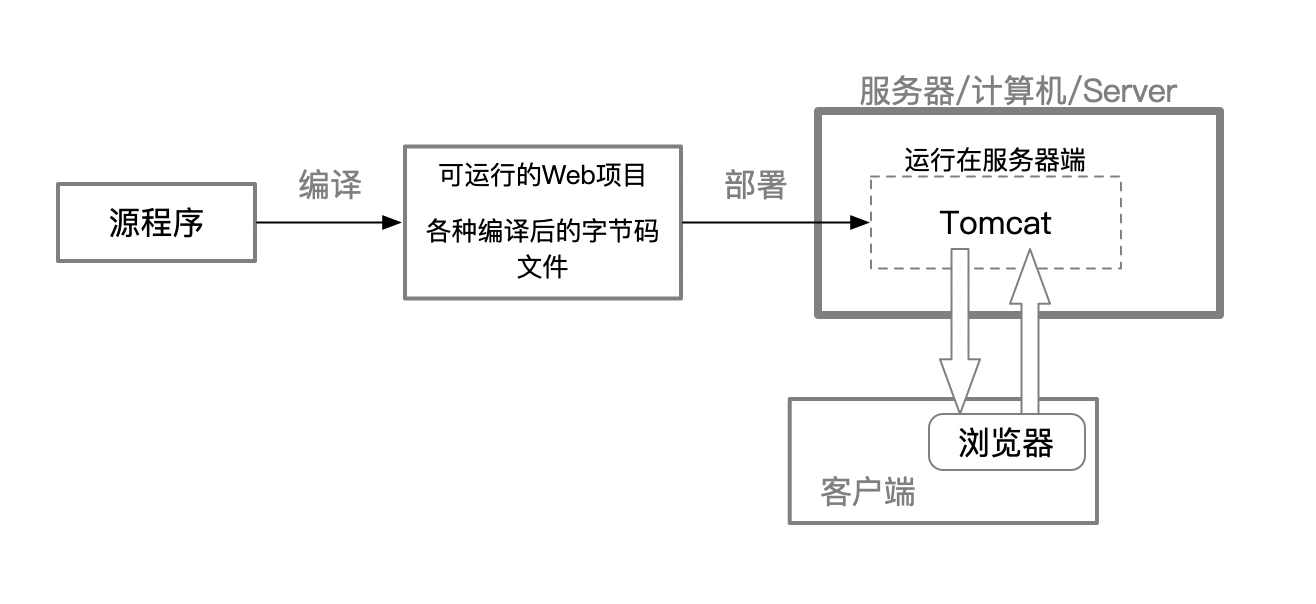 服务器/计算机/Server
运行在服务器端
可运行的Web项目
编译
部署
源程序
Tomcat
各种编译后的字节码
文件
浏览器
客户端